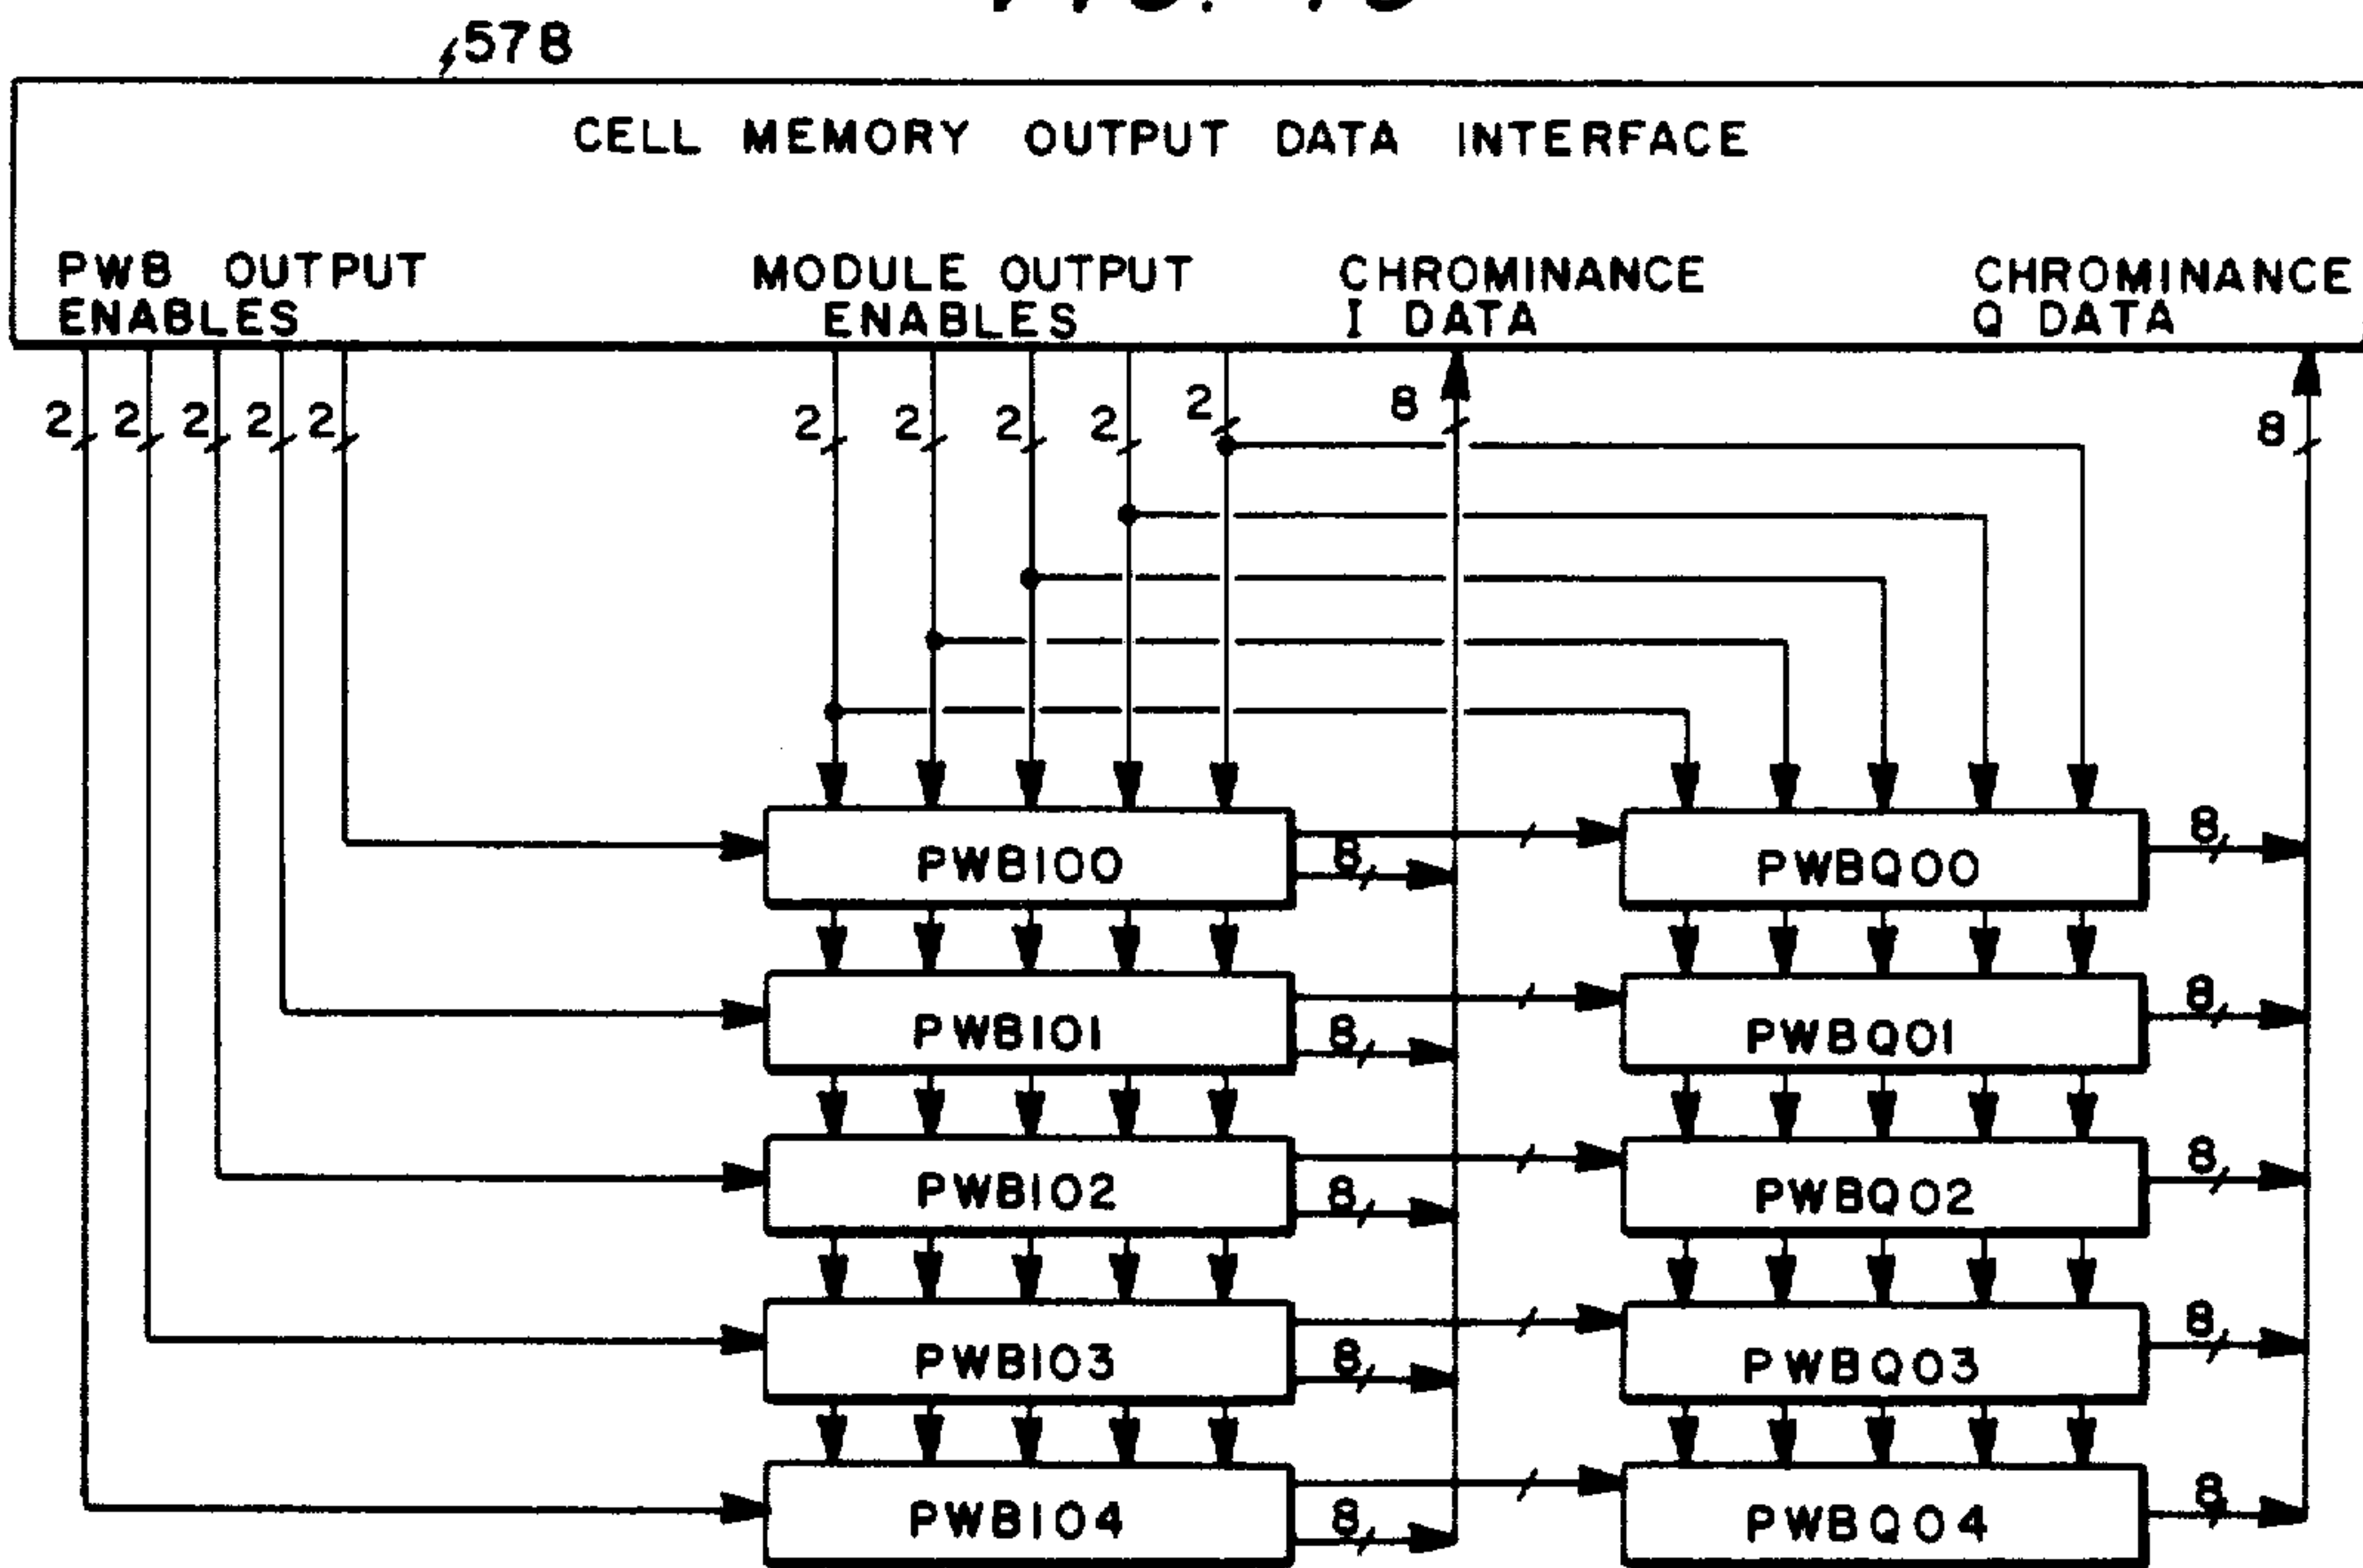 578
CELL MEMORY OUTPUT DATA INTERFACE
PWB OUTPUT ENABLES
MODULE OUTPUT ENABLES
CHROMINANCE I DATA
CHROMINANCE Q DATA
2 2 2 2 2
2 2 2 2 2
8
8
PWBI00
8
PWBQ00
8
PWBI01
8
PWBQ01
8
PWBI02
8
PWBQ02
8
PWBI03
8
PWBQ03
8
PWBI04
8
PWBQ04
8